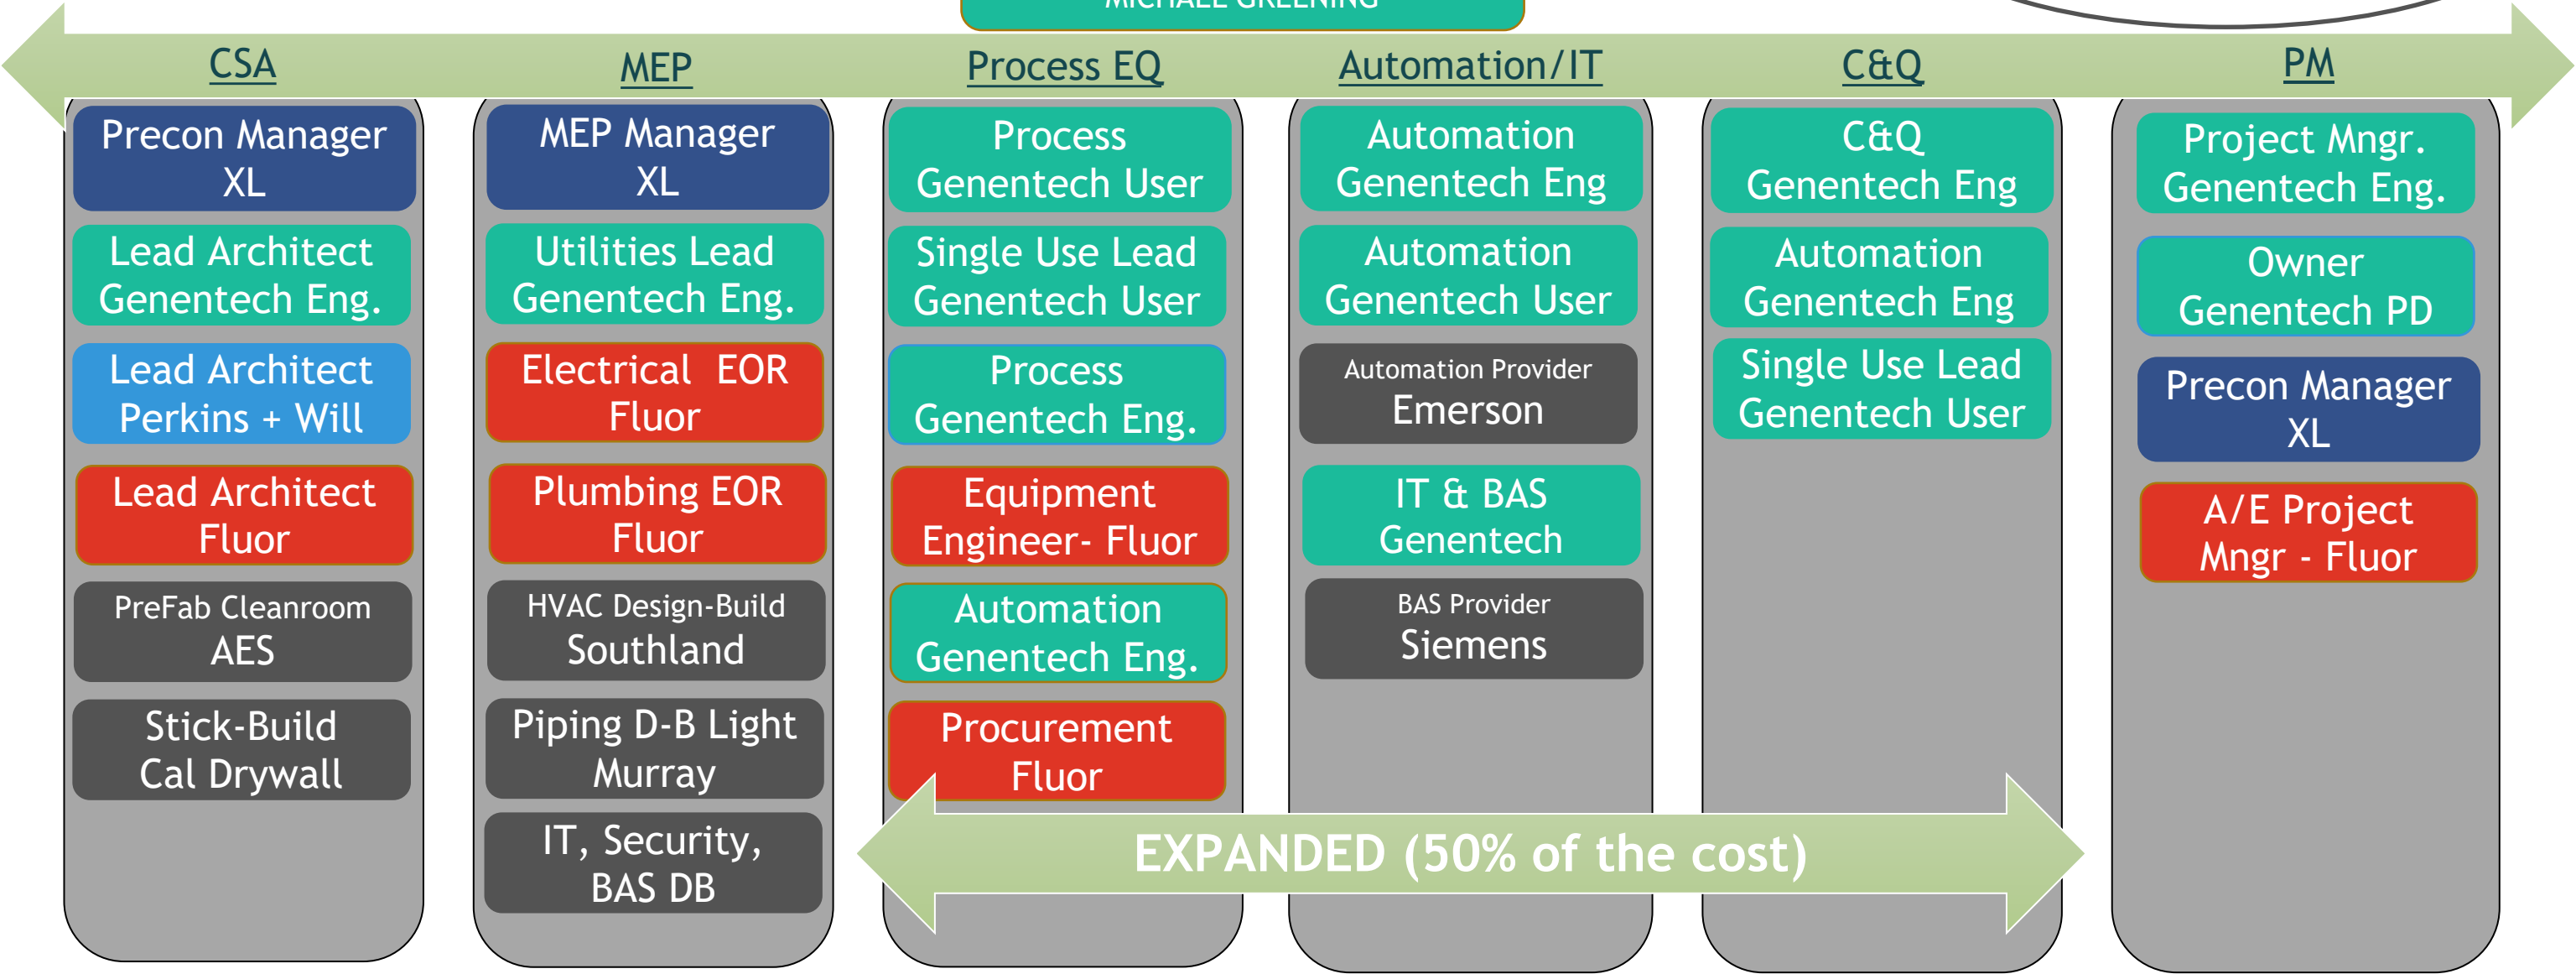 MICHAEL GREENING
CSA
MEP
Process EQ
Automation/IT
C&Q
PM
Precon Manager
XL
Lead Architect
Genentech Eng.
Lead Architect
Perkins + Will
Lead Architect
Fluor
PreFab Cleanroom
AES
Stick-Build
Cal Drywall
MEP Manager
XL
Utilities Lead
Genentech Eng.
Electrical  EOR
Fluor
Plumbing EOR
Fluor
HVAC Design-Build
Southland
Piping D-B Light
Murray
IT, Security,
BAS DB
Process
Genentech User
Single Use Lead
Genentech User
Process
Genentech Eng.
Equipment
Engineer- Fluor
Automation
Genentech Eng.
Procurement
Fluor
Automation
Genentech Eng
Automation
Genentech User
Automation Provider
Emerson
IT & BAS
Genentech
BAS Provider
Siemens
C&Q
Genentech Eng
Automation
Genentech Eng
Single Use Lead
Genentech User
Project Mngr.
Genentech Eng.
Owner
Genentech PD
Precon Manager
XL
A/E Project
Mngr - Fluor
EXPANDED (50% of the cost)